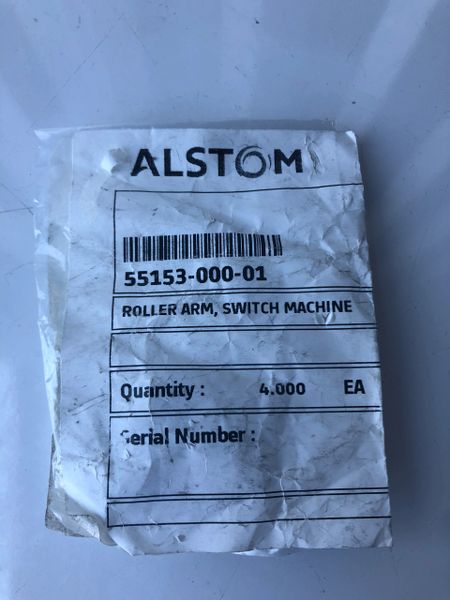 ALSTOM
55153-000-01
ROLLER ARM, SWITCH MACHINE
Quantity : 4.000 EA
Serial Number :